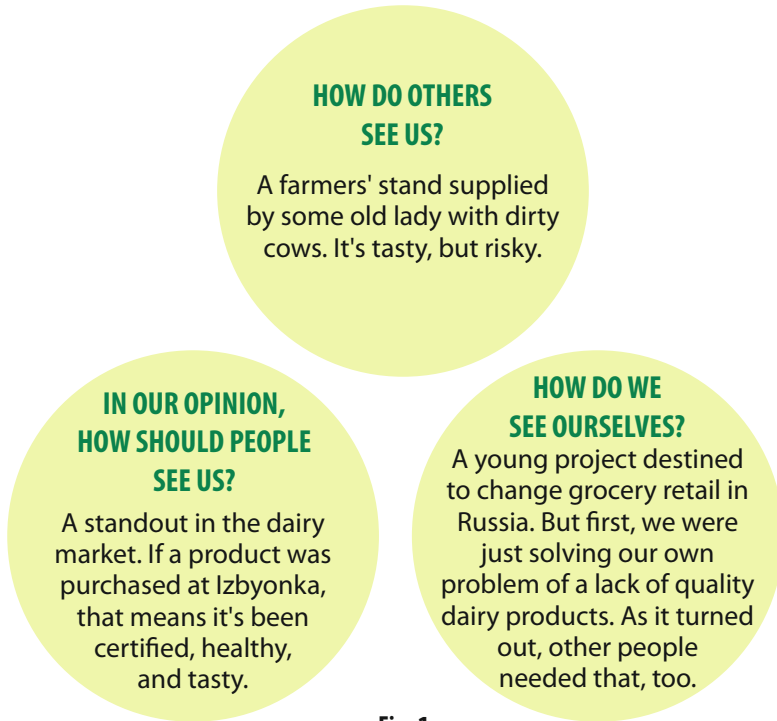 HOW DO OTHERS
SEE US?
A farmers' stand supplied
by some old lady with dirty
cows. It's tasty, but risky.
IN OUR OPINION,
HOW SHOULD PEOPLE
SEE US?
A standout in the dairy
market. If a product was
purchased at Izbyonka,
that means it's been
certified, healthy,
and tasty.
HOW DO WE
SEE OURSELVES?
A young project destined
to change grocery retail in
Russia. But first, we were
just solving our own
problem of a lack of quality
dairy products. As it turned
out, other people
needed that, too.